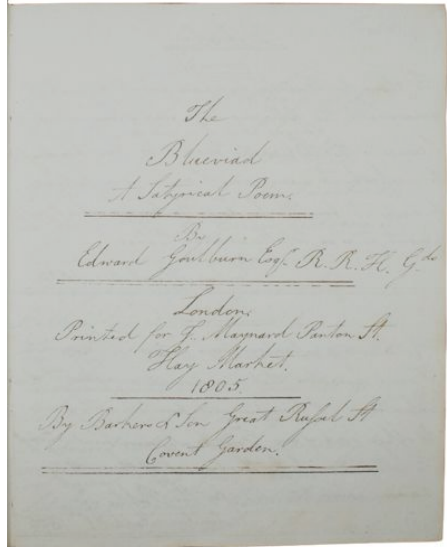 The
Blueviad
A Satyrical Poem.
By
Edward Goulburn Esqr. R. R. H. Gds
London.
Printed for J. Maynard Panton St.
Hay Market.
1805.
By Barkers & Son Great Russel St
Covent Garden.